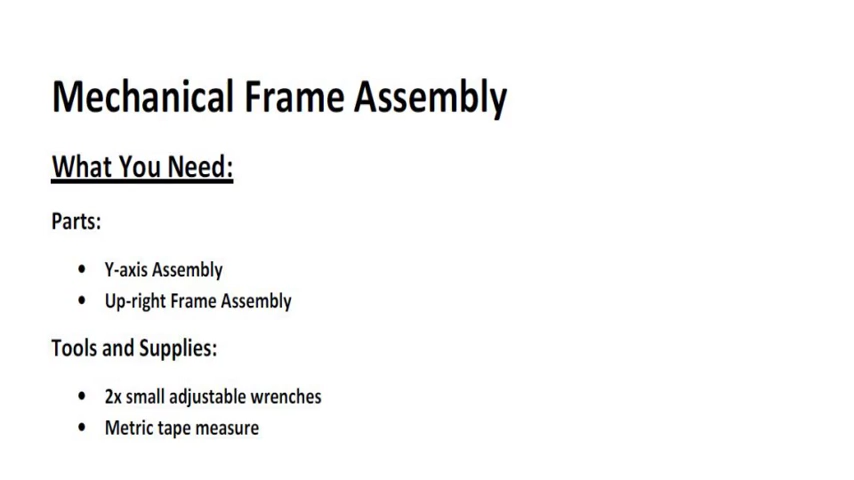 Mechanical Frame Assembly
What You Need:
Parts:
• Y-axis Assembly
• Up-right Frame Assembly
Tools and Supplies:
• 2x small adjustable wrenches
• Metric tape measure